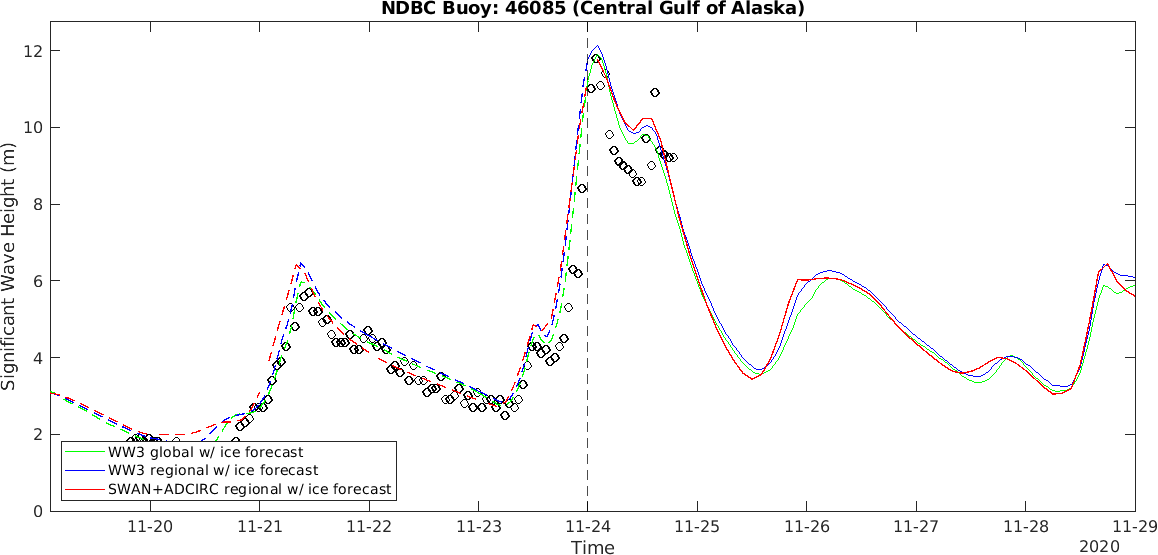 NDBC Buoy: 46085 (Central Gulf of Alaska)
Significant Wave Height (m)
12
10
8
6
4
2
0
WW3 global w/ ice forecast
WW3 regional w/ ice forecast
SWAN+ADCIRC regional w/ ice forecast
11-20 11-21 11-22 11-23 11-24 11-25 11-26 11-27 11-28 11-29
Time
2020